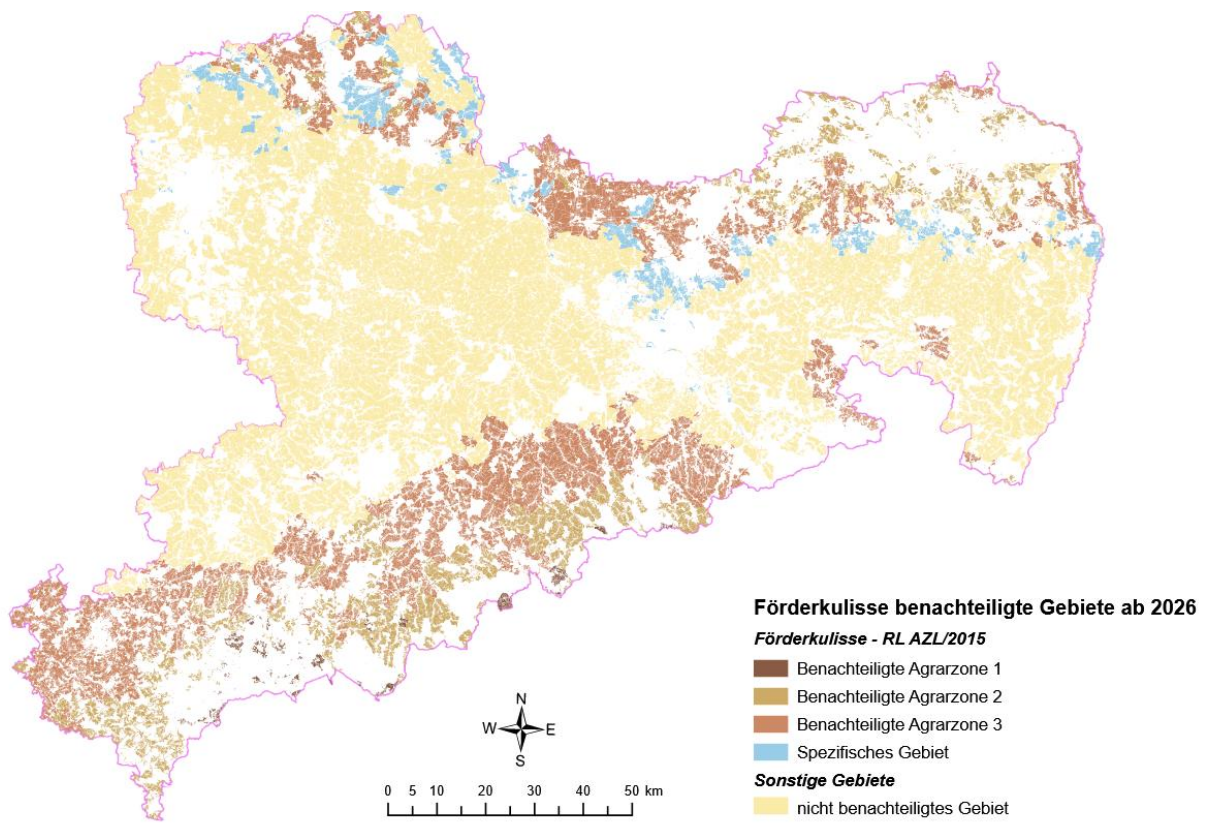 Förderkulisse benachteiligte Gebiete ab 2026
Förderkulisse - RL AZL/2015
Benachteiligte Agrarzone 1
Benachteiligte Agrarzone 2
Benachteiligte Agrarzone 3
Spezifisches Gebiet
Sonstige Gebiete
nicht benachteiligtes Gebiet
N
W E
S
0 5 10 20 30 40 50 km